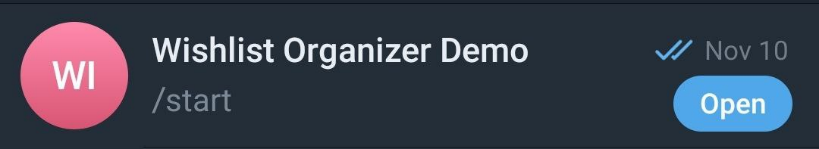 WI
Wishlist Organizer Demo
Nov 10
/start
Open